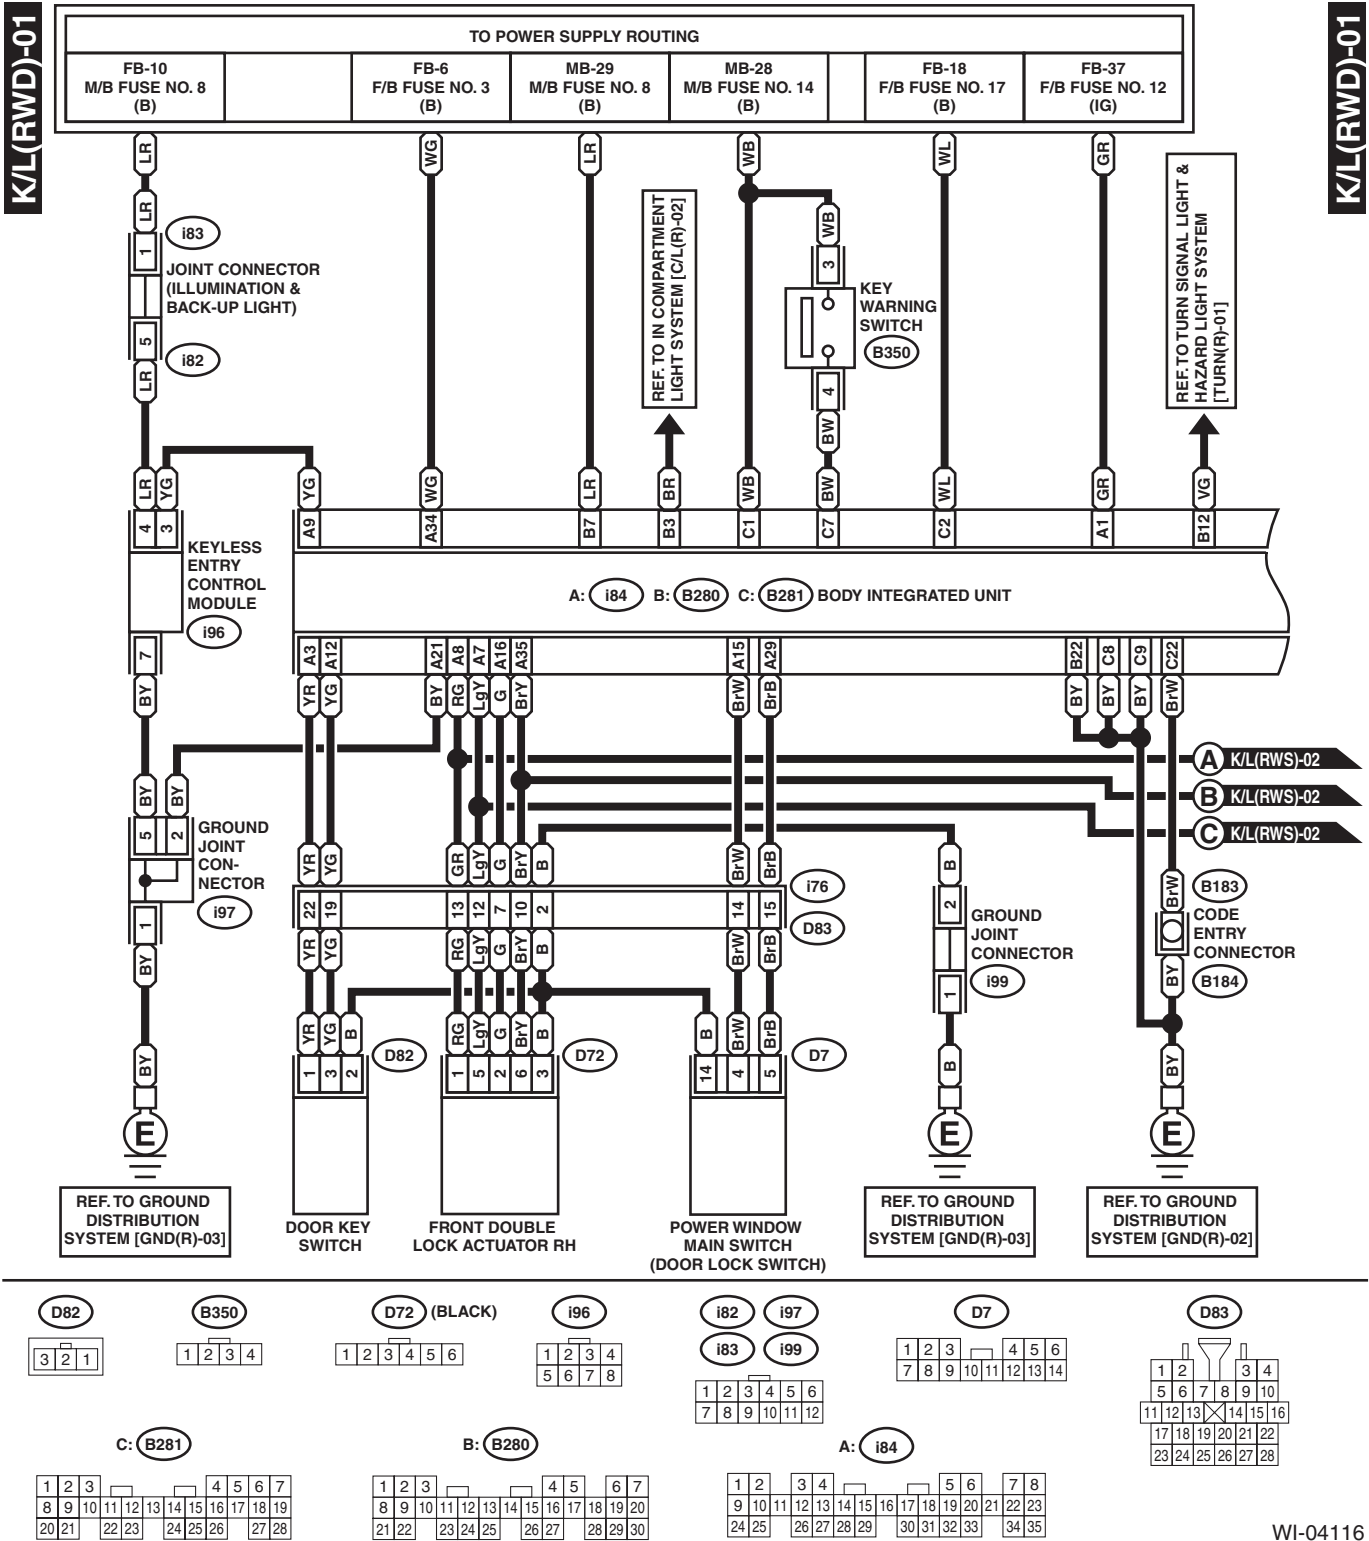 K/L(RWD)-01
K/L(RWD)-01
TO POWER SUPPLY ROUTING
FB-10
M/B FUSE NO. 8
(B)
FB-6
F/B FUSE NO. 3
(B)
MB-29
M/B FUSE NO. 8
(B)
MB-28
M/B FUSE NO. 14
(B)
FB-18
F/B FUSE NO. 17
(B)
FB-37
F/B FUSE NO. 12
(IG)
LR WG LR WB WL GR
LR
i83
1
JOINT CONNECTOR
(ILLUMINATION &
BACK-UP LIGHT)
5
i82
LR
REF. TO IN COMPARTMENT
LIGHT SYSTEM [C/L(R)-02]
WB
3
KEY
WARNING
SWITCH
B350
4
BW
REF. TO TURN SIGNAL LIGHT &
HAZARD LIGHT SYSTEM
[TURN(R)-01]
LR YG YG WG LR BR WB BW WL GR VG
4 3 A9 A34 B7 B3 C1 C7 C2 A1 B12
KEYLESS
ENTRY
CONTROL
MODULE
i96
A: i84 B: B280 C: B281 BODY INTEGRATED UNIT
7 A3 A12 A21 A8 A7 A16 A35 A15 A29 B22 C8 C9 C22
BY YR YG BY RG LgY G BrY BrW BrB BY BY BY BrW
A K/L(RWS)-02
B K/L(RWS)-02
C K/L(RWS)-02
BY BY
5 2
GROUND
JOINT
CON-
NECTOR
i97
1
BY
YR YG GR LgY G BrY B BrW BrB B
i76
22 19 13 12 7 10 2 14 15
D83
YR YG RG LgY G BrY B BrW BrB
2
GROUND
JOINT
CONNECTOR
i99
1
BrW
B183
CODE
ENTRY
CONNECTOR
B184
BY
BY YR YG B RG LgY G BrY B B BrW BrB B BY
1 3 2
D82
1 5 2 6 3
D72
14 4 5
D7
E E E
REF. TO GROUND
DISTRIBUTION
SYSTEM [GND(R)-03]
DOOR KEY
SWITCH
FRONT DOUBLE
LOCK ACTUATOR RH
POWER WINDOW
MAIN SWITCH
(DOOR LOCK SWITCH)
REF. TO GROUND
DISTRIBUTION
SYSTEM [GND(R)-03]
REF. TO GROUND
DISTRIBUTION
SYSTEM [GND(R)-02]
D82
3 2 1
B350
1 2 3 4
D72 (BLACK)
1 2 3 4 5 6
i96
1 2 3 4
5 6 7 8
i82 i97
i83 i99
1 2 3 4 5 6
7 8 9 10 11 12
D7
1 2 3 4 5 6
7 8 9 10 11 12 13 14
D83
1 2 3 4
5 6 7 8 9 10
11 12 13 14 15 16
17 18 19 20 21 22
23 24 25 26 27 28
C: B281
1 2 3 4 5 6 7
8 9 10 11 12 13 14 15 16 17 18 19
20 21 22 23 24 25 26 27 28
B: B280
1 2 3 4 5 6 7
8 9 10 11 12 13 14 15 16 17 18 19 20
21 22 23 24 25 26 27 28 29 30
A: i84
1 2 3 4 5 6 7 8
9 10 11 12 13 14 15 16 17 18 19 20 21 22 23
24 25 26 27 28 29 30 31 32 33 34 35
WI-04116